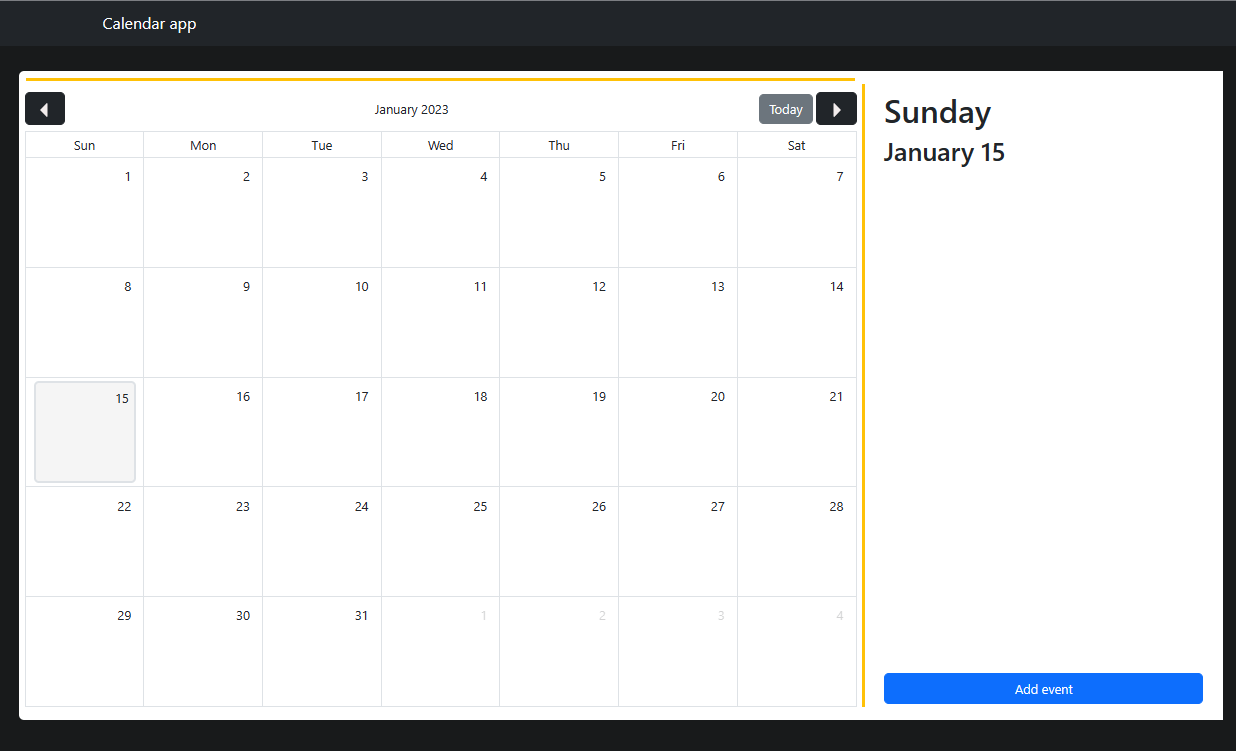 Calendar app
January 2023
Today
Sun Mon Tue Wed Thu Fri Sat
1 2 3 4 5 6 7
8 9 10 11 12 13 14
15 16 17 18 19 20 21
22 23 24 25 26 27 28
29 30 31 1 2 3 4
Sunday
January 15
Add event